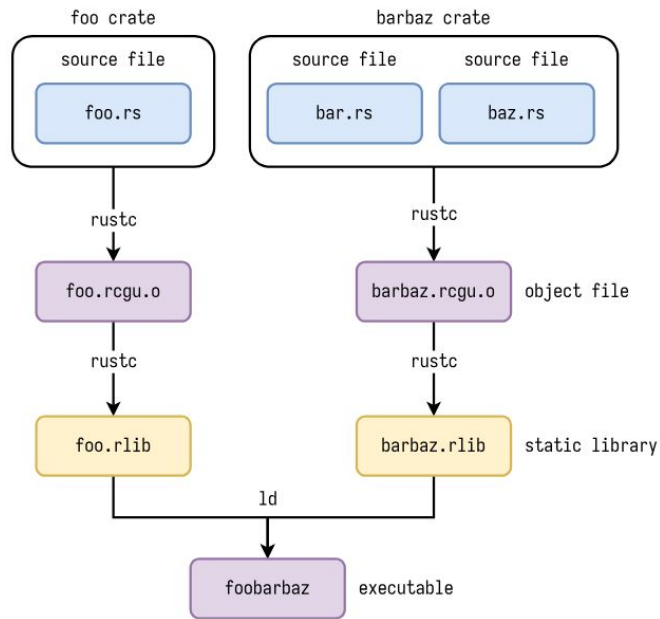 foo crate
barbaz crate
source file
source file
source file
foo.rs
bar.rs
baz.rs
rustc
rustc
foo.rcgu.o
barbaz.rcgu.o
object file
rustc
rustc
foo.rlib
barbaz.rlib
static library
ld
foobarbaz
executable